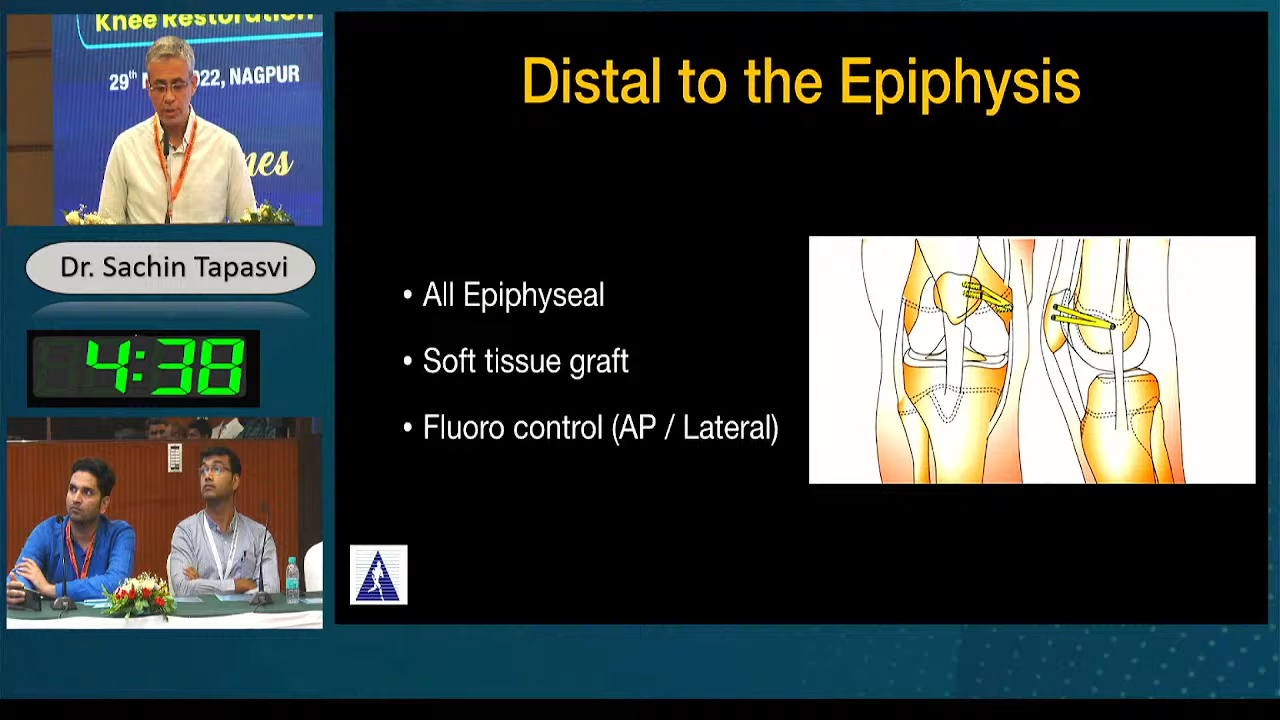 Knee Restoration
29th
2022, NAGPUR
Dr. Sachin Tapasvi
4:38
Distal to the Epiphysis
• All Epiphyseal
• Soft tissue graft
• Fluoro control (AP / Lateral)